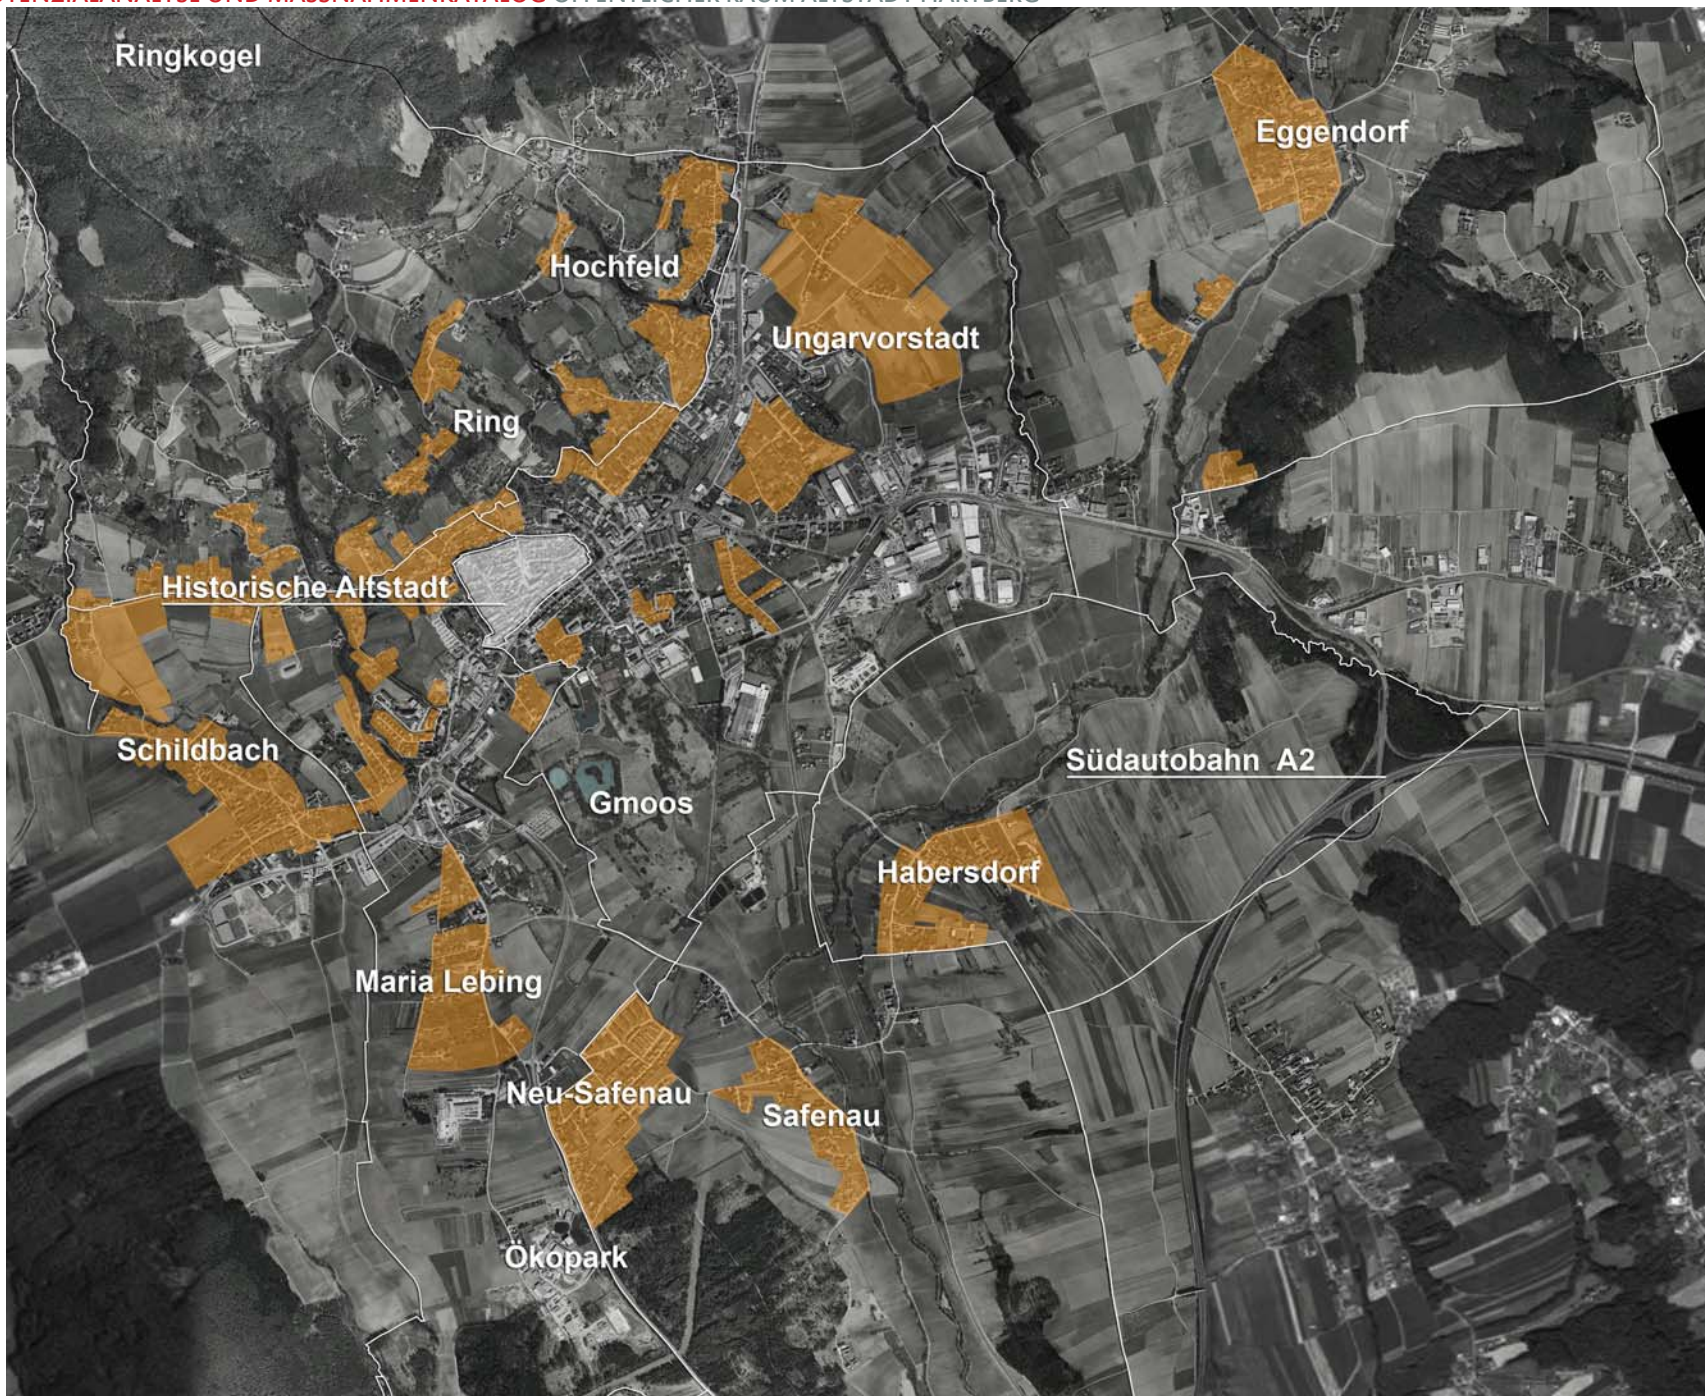 Ringkogel
Eggendorf
Hochfeld
Ungarvorstadt
Ring
Historische Altstadt
Schildbach
Südautobahn A2
Gmoos
Habersdorf
Maria Lebing
Neu-Safenau
Safenau
Ökopark